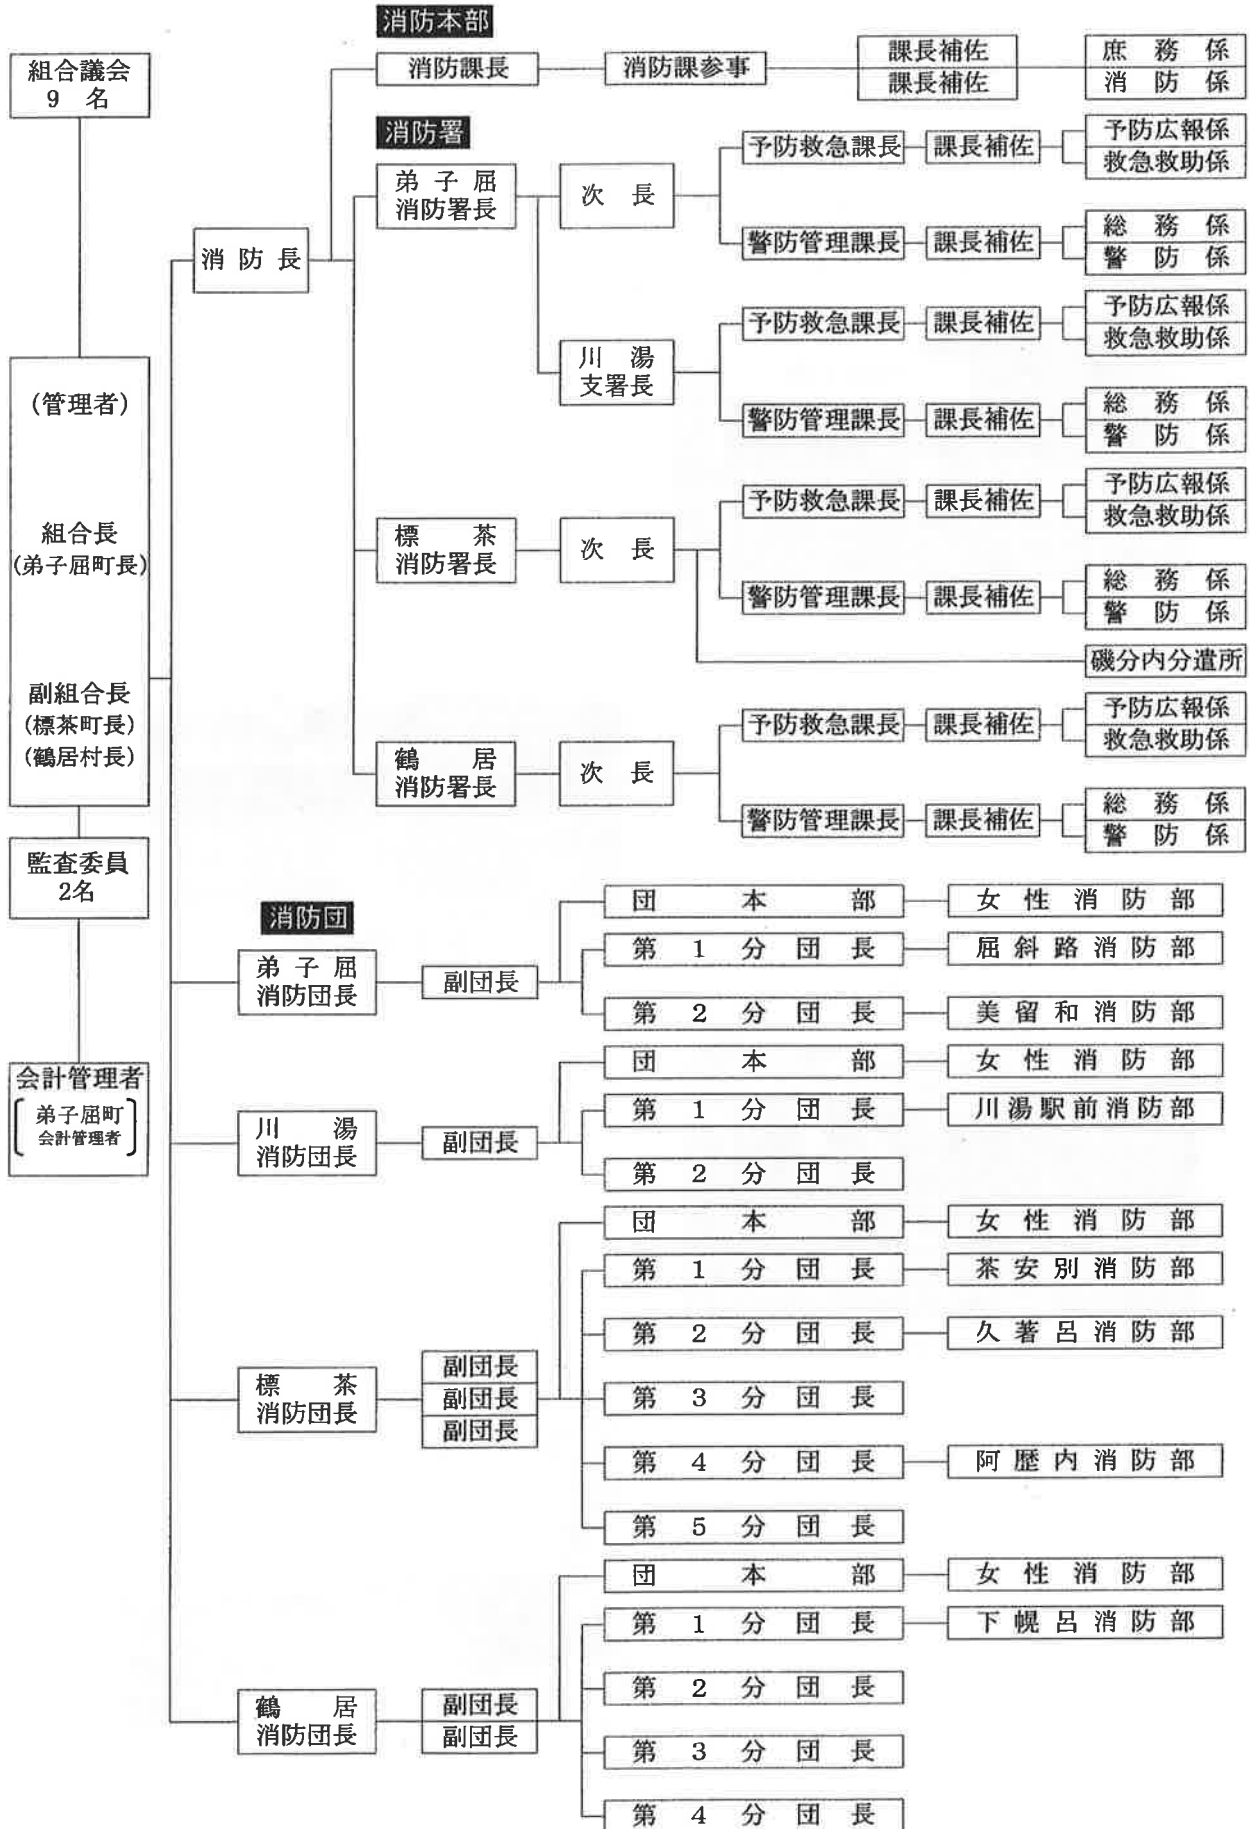 組合議会
9 名
(管理者)
組合長
(弟子屈町長)
副組合長
(標茶町長)
(鶴居村長)
監査委員
2名
会計管理者
弟子屈町
会計管理者
消防長
消防本部
消防課長
消防課参事
課長補佐
課長補佐
庶務係
消防係
消防署
弟子屈
消防署長
次長
予防救急課長
課長補佐
予防広報係
救急救助係
警防管理課長
課長補佐
総務係
警防係
川湯
支署長
予防救急課長
課長補佐
予防広報係
救急救助係
警防管理課長
課長補佐
総務係
警防係
標茶
消防署長
次長
予防救急課長
課長補佐
予防広報係
救急救助係
警防管理課長
課長補佐
総務係
警防係
磯分内分遣所
鶴居
消防署長
次長
予防救急課長
課長補佐
予防広報係
救急救助係
警防管理課長
課長補佐
総務係
警防係
消防団
弟子屈
消防団長
副団長
団本部
女性消防部
第1分団長
屈斜路消防部
第2分団長
美留和消防部
川湯
消防団長
副団長
団本部
女性消防部
第1分団長
川湯駅前消防部
第2分団長
標茶
消防団長
副団長
副団長
副団長
団本部
女性消防部
第1分団長
茶安別消防部
第2分団長
久著呂消防部
第3分団長
第4分団長
阿歴内消防部
第5分団長
鶴居
消防団長
副団長
副団長
団本部
女性消防部
第1分団長
下幌呂消防部
第2分団長
第3分団長
第4分団長